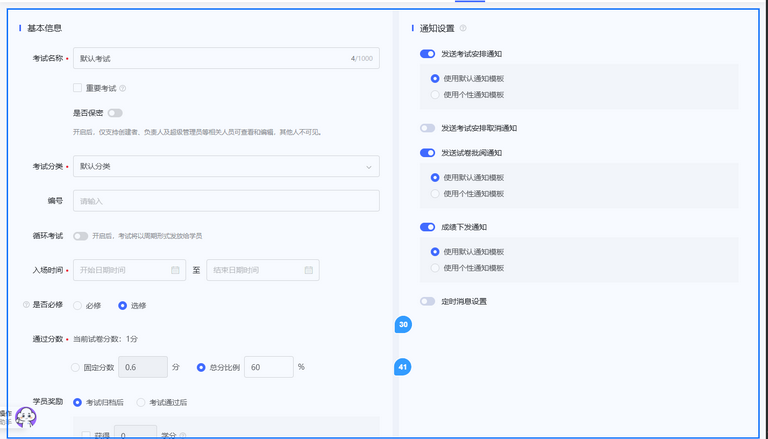 基本信息
考试名称 • 默认考试 4/1000
重要考试
是否保密
开启后，仅支持创建者、负责人及超级管理员等相关人员可查看和编辑，其他人不可见。
考试分类 • 默认分类
编号 请输入
循环考试 开启后，考试将以周期形式发放给学员
入场时间 • 开始日期时间 至 结束日期时间
是否必修 必修 选修
通过分数 • 当前试卷分数：1分
固定分数 0.6 分 总分比例 60 %
学员奖励 考试归档后 考试通过后
获得 0 学分
操作
助手
30
41
通知设置
发送考试安排通知
使用默认通知模板
使用个性通知模板
发送考试安排取消通知
发送试卷批阅通知
使用默认通知模板
使用个性通知模板
成绩下发通知
使用默认通知模板
使用个性通知模板
定时消息设置